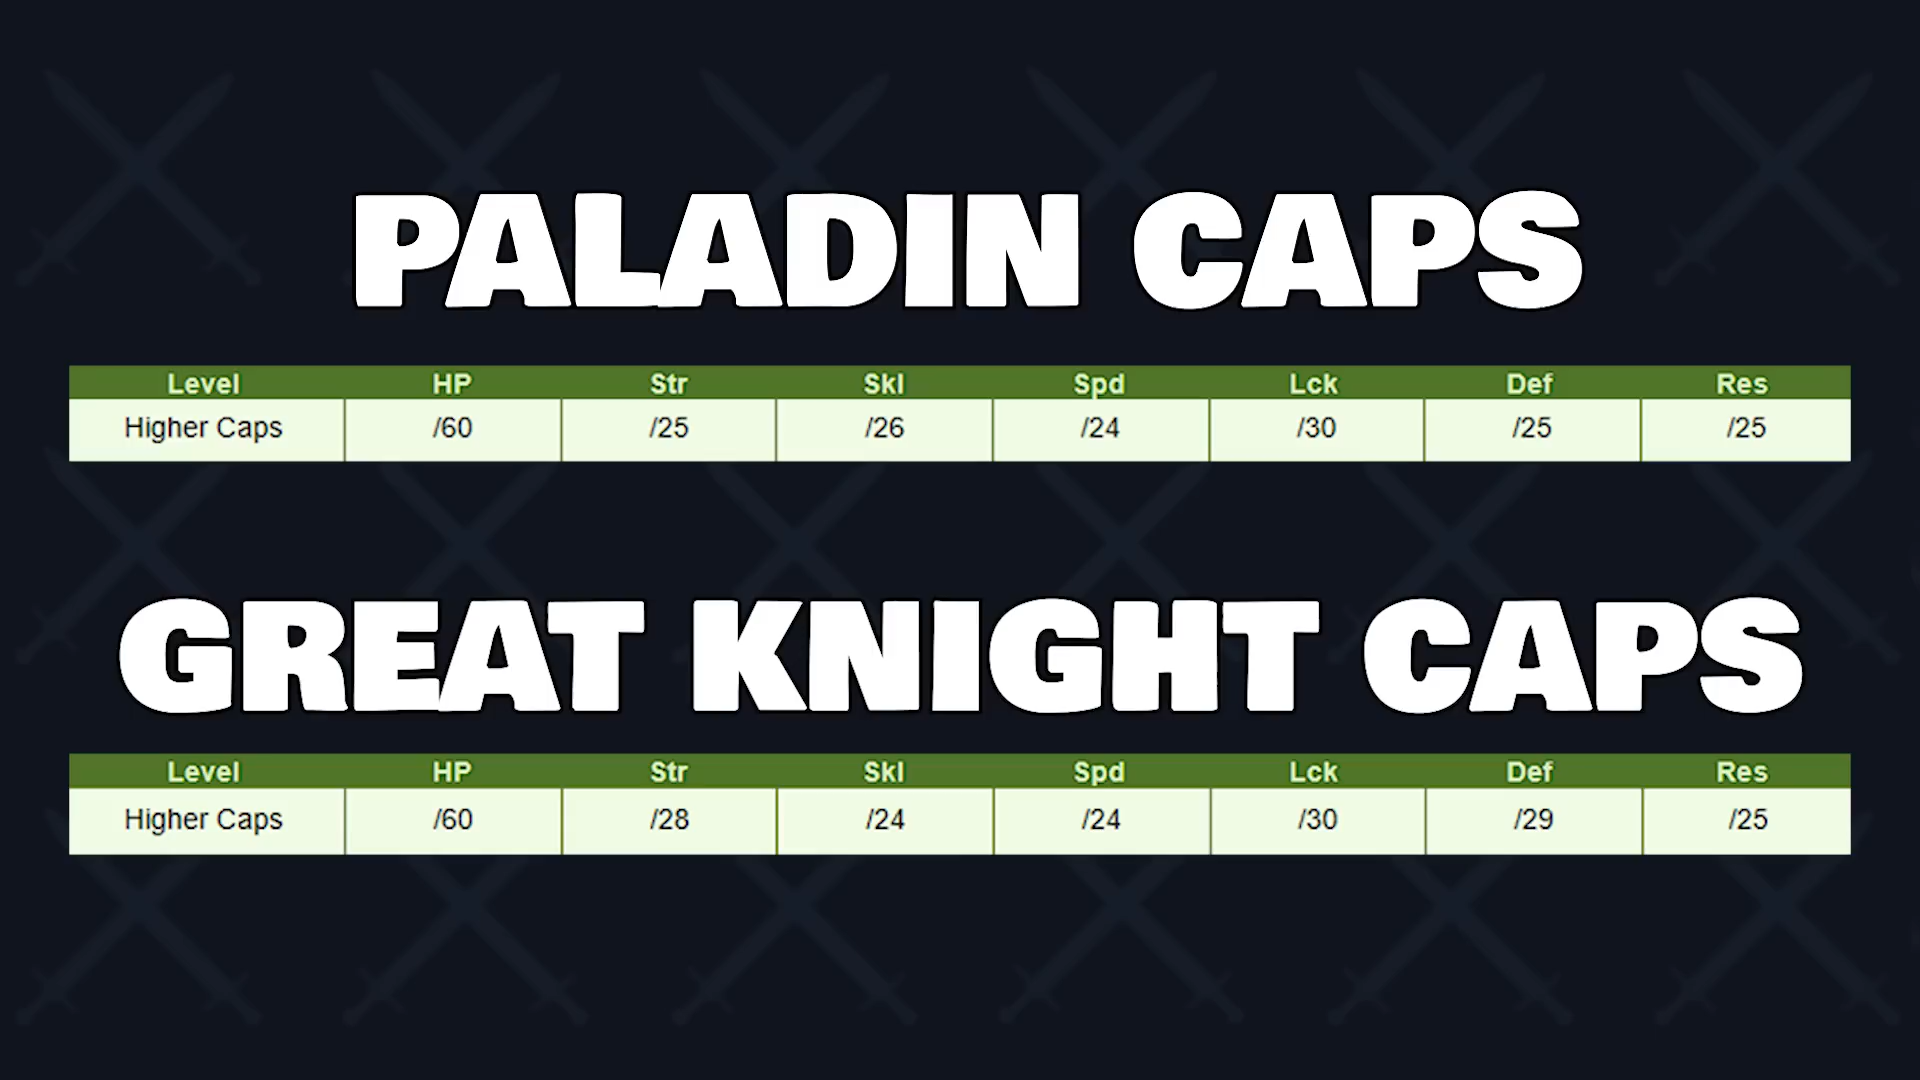 PALADIN CAPS
Level HP Str Skl Spd Lck Def Res
Higher Caps /60 /25 /26 /24 /30 /25 /25
GREAT KNIGHT CAPS
Level HP Str Skl Spd Lck Def Res
Higher Caps /60 /28 /24 /24 /30 /29 /25